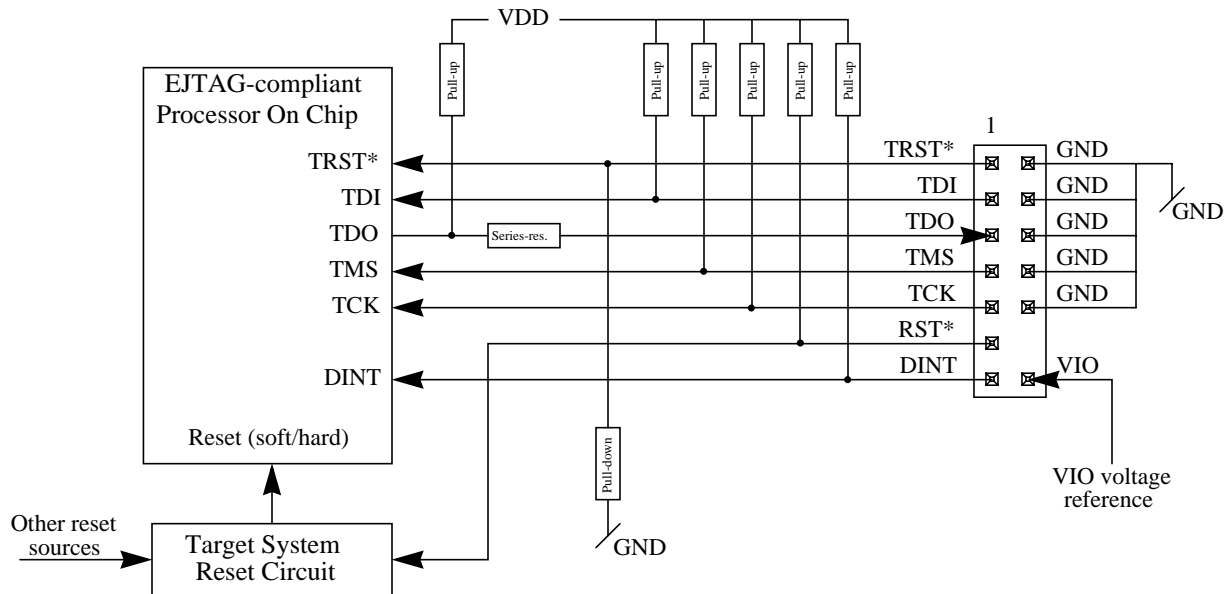 VDD
Pull-up
Pull-up
Pull-up
Pull-up
Pull-up
Pull-up
EJTAG-compliant
Processor On Chip
1
TRST*
TRST*
GND
TDI
TDI
GND
GND
TDO
Series-res.
TDO
GND
TMS
TMS
GND
TCK
TCK
GND
RST*
DINT
DINT
VIO
Reset (soft/hard)
Pull-down
VIO voltage
reference
Other reset
sources
Target System
Reset Circuit
GND